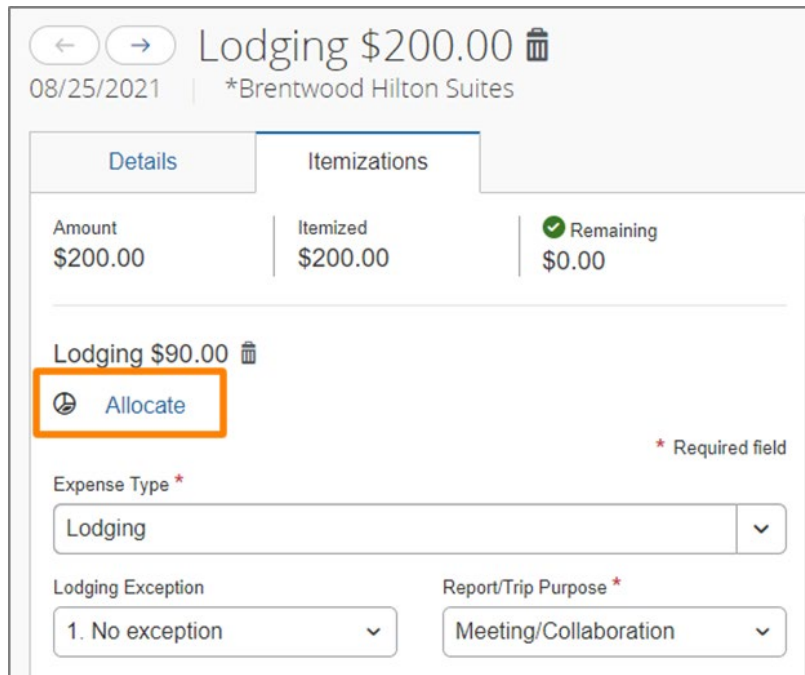 Lodging $200.00
08/25/2021 *Brentwood Hilton Suites
Details Itemizations
Amount Itemized Remaining
$200.00 $200.00 $0.00
Lodging $90.00
Allocate
* Required field
Expense Type *
Lodging
Lodging Exception Report/Trip Purpose *
1. No exception Meeting/Collaboration